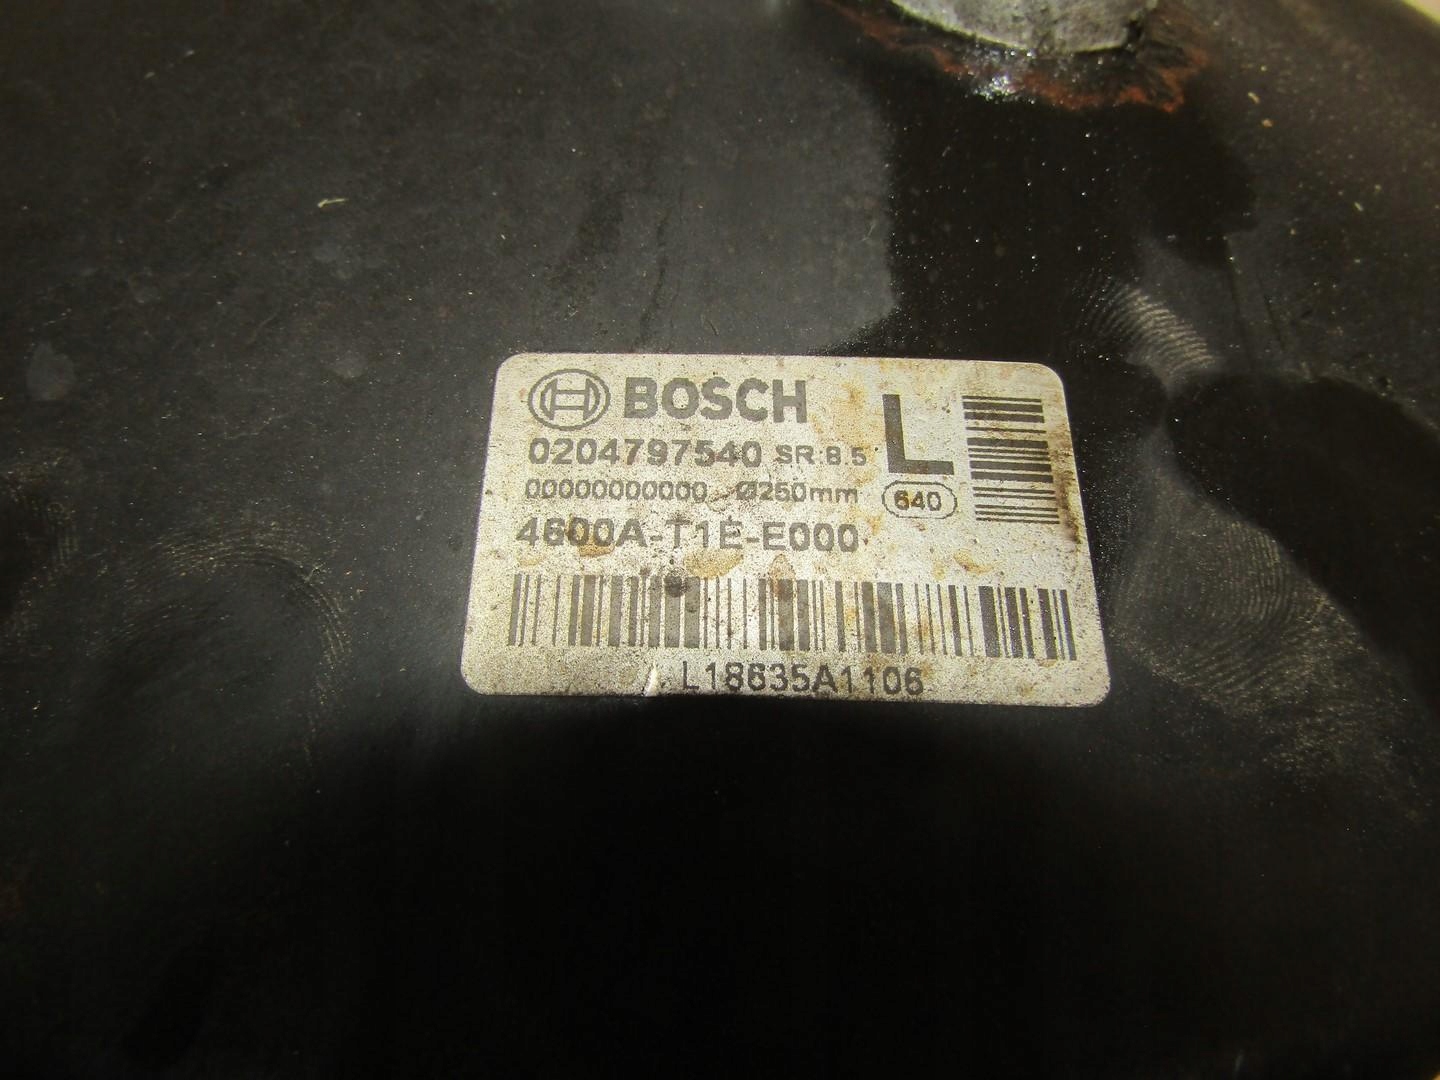 BOSCH
0204797540 SR:8.5
L
00000000000 Ø250mm
640
4600A-T1E-E000
L18635A1106